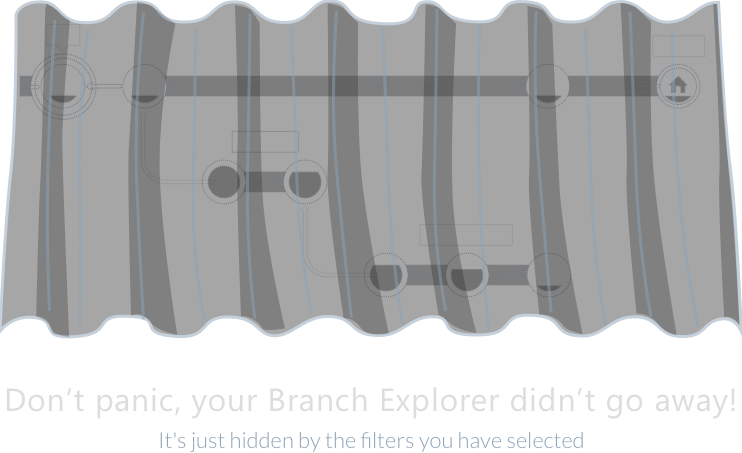 Don’t panic, your Branch Explorer didn’t go away!
It's just hidden by the filters you have selected